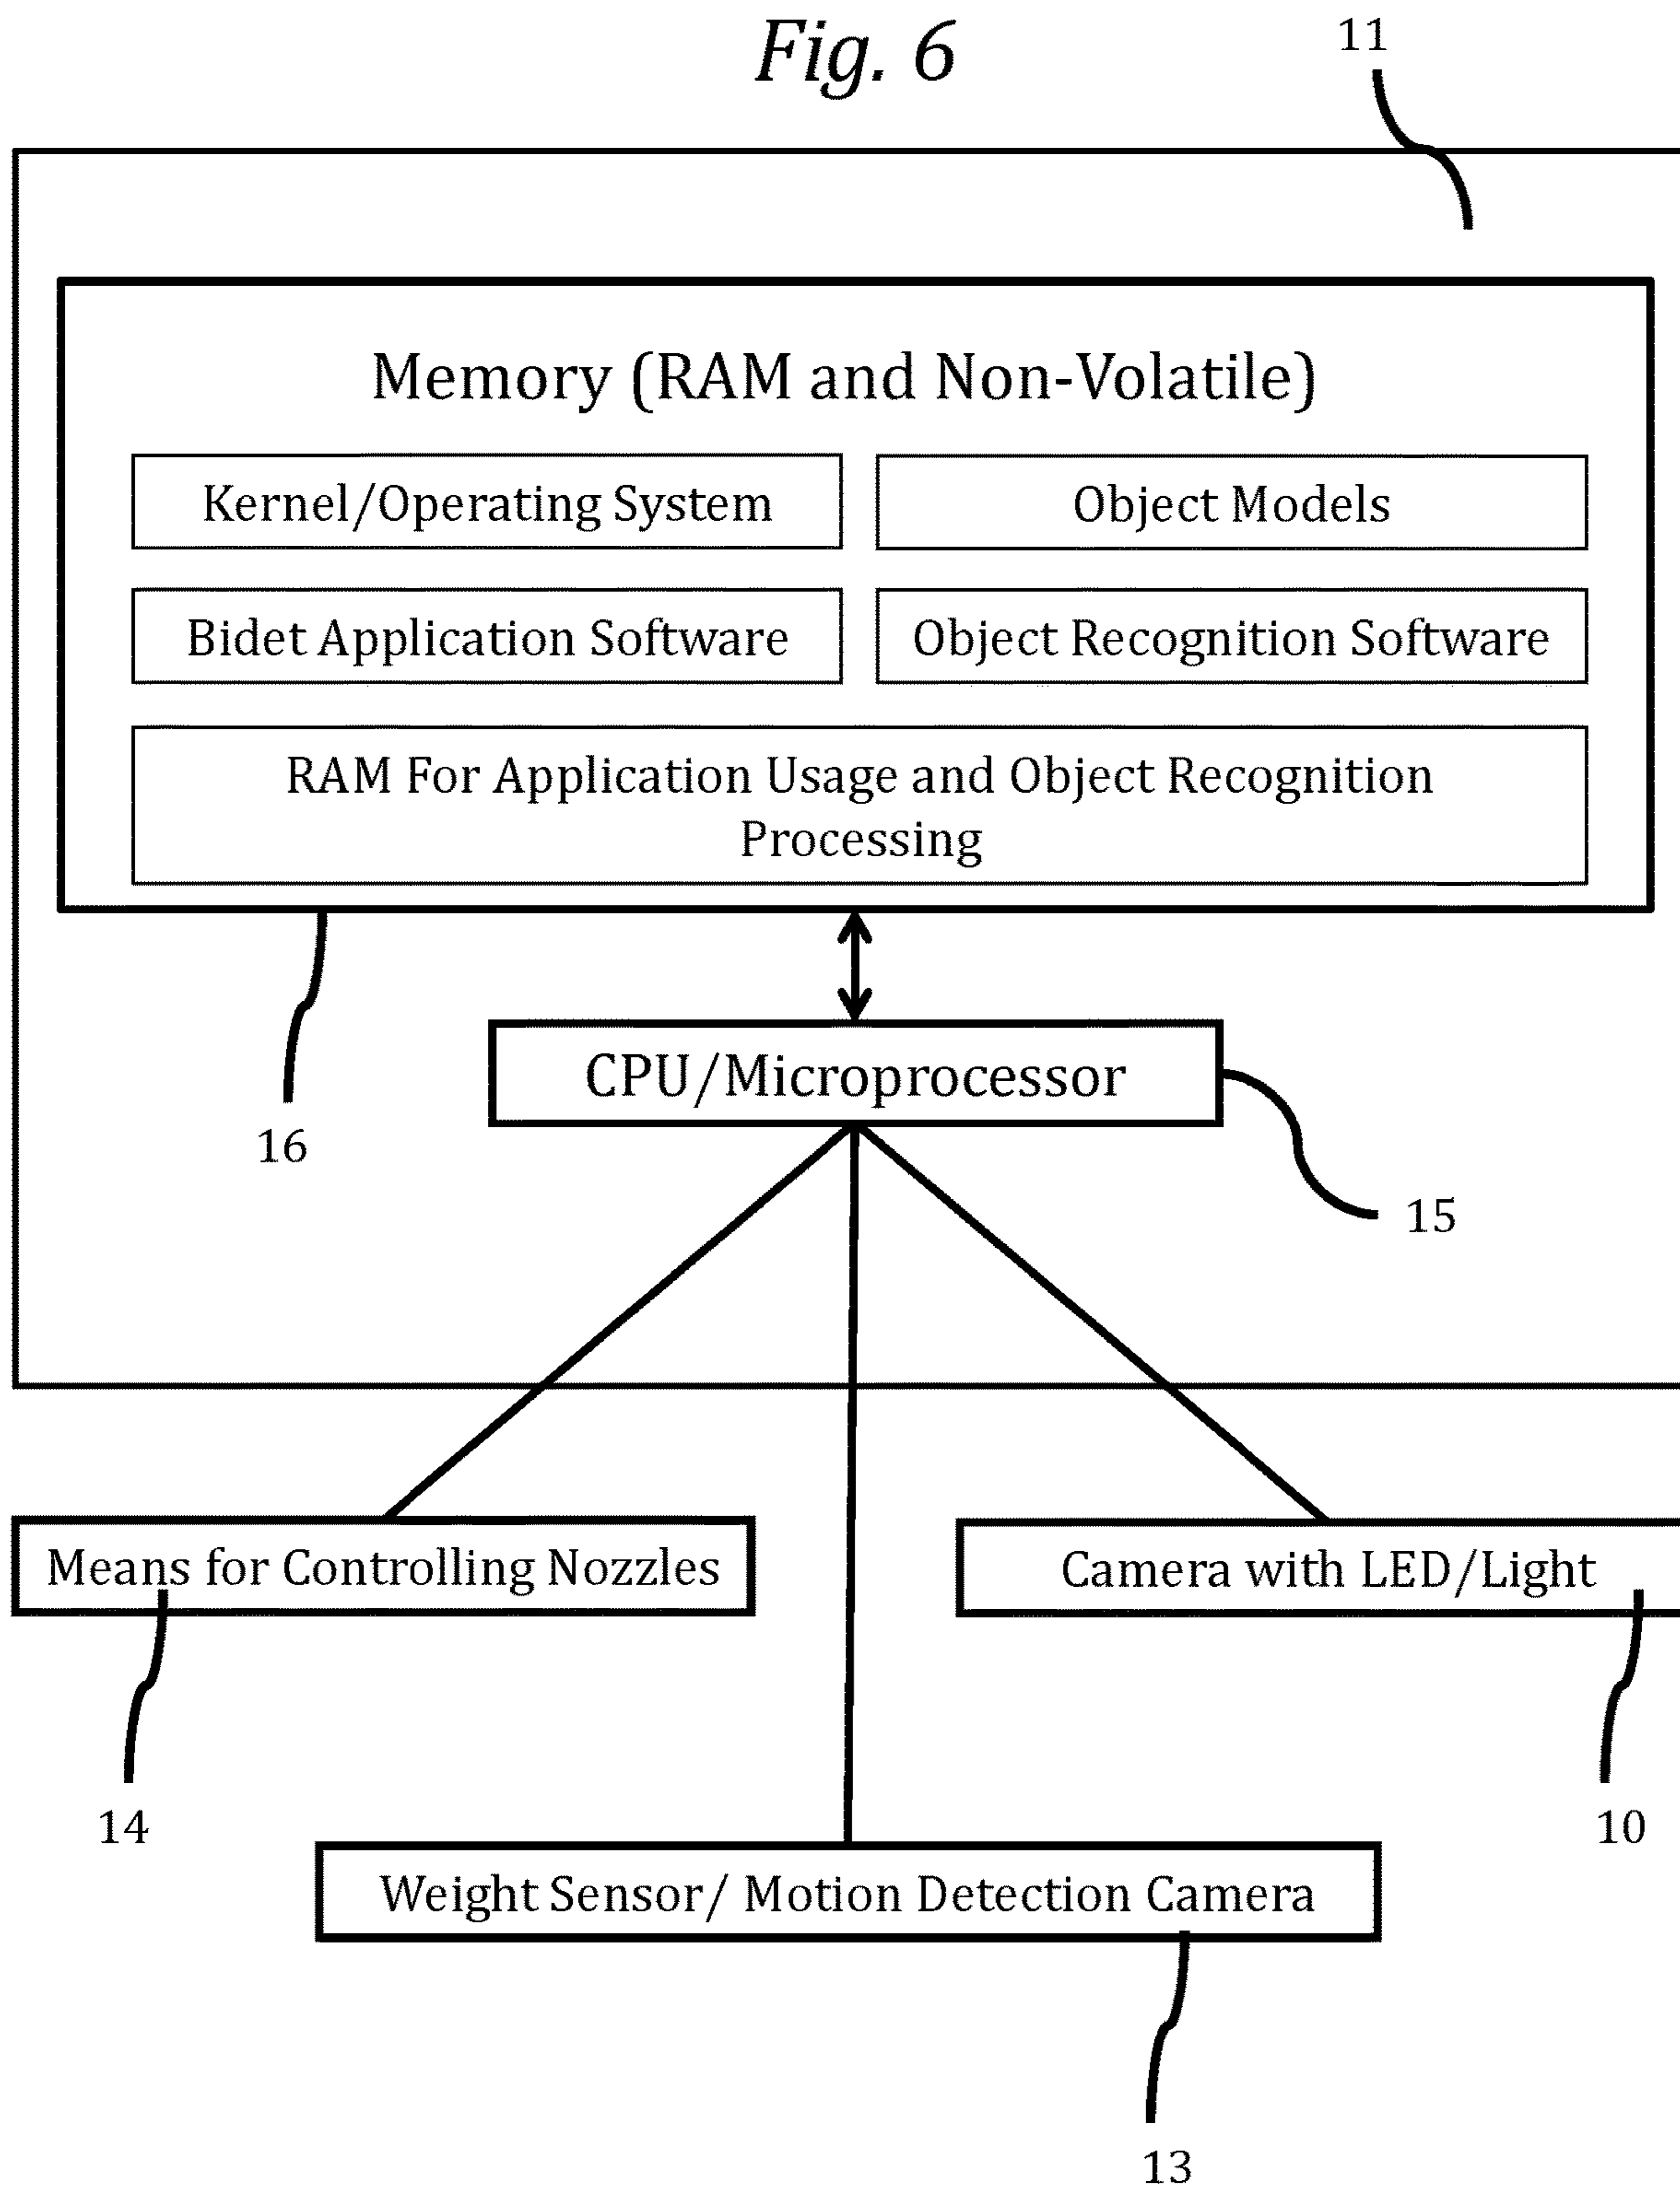 Fig. 6
11
Memory (RAM and Non-Volatile)
Kernel/Operating System
Object Models
Bidet Application Software
Object Recognition Software
RAM For Application Usage and Object Recognition
Processing
CPU/Microprocessor
16
15
Means for Controlling Nozzles
Camera with LED/Light
14
10
Weight Sensor/ Motion Detection Camera
13